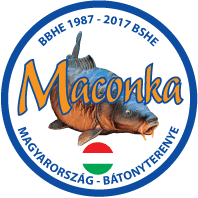 BBHE 1987 - 2017 BSHE
Maconka
MAGYARORSZÁG - BÁTONYTERENYE